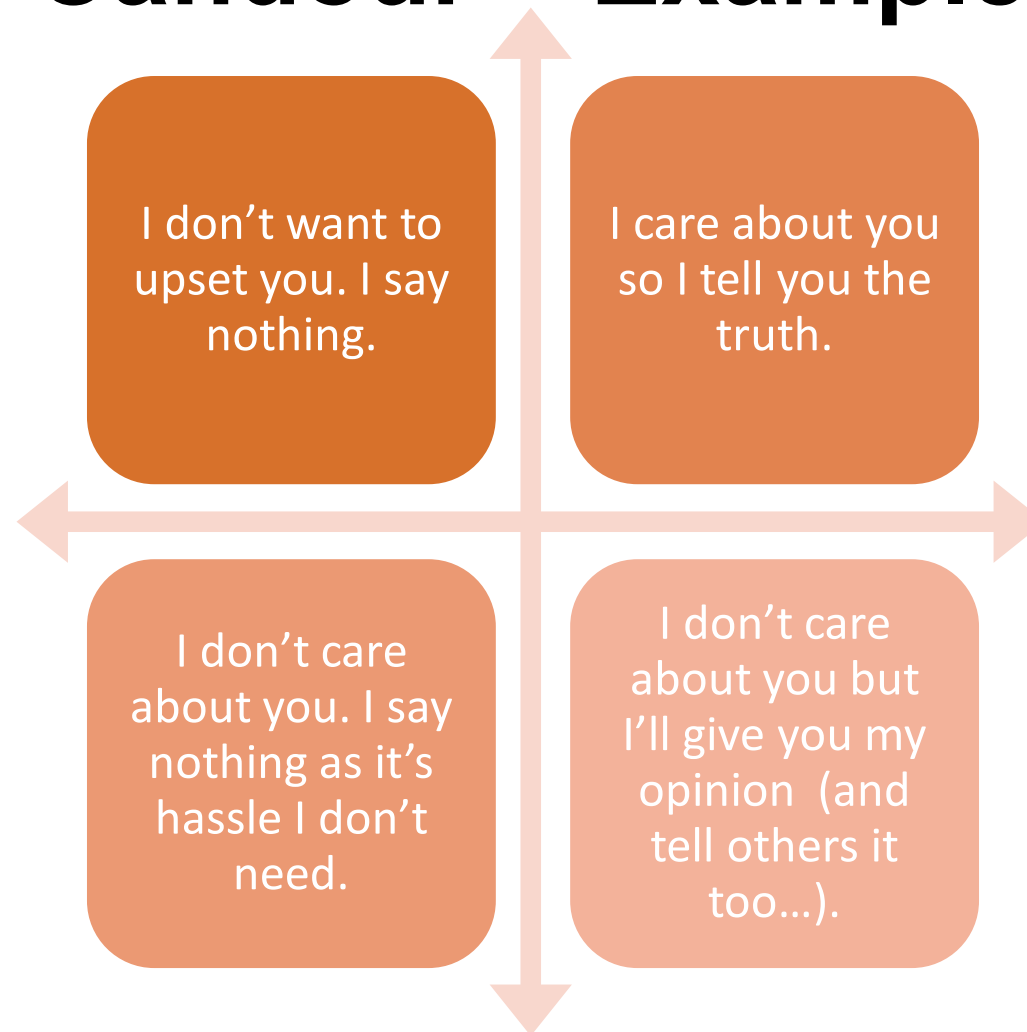 I don’t want to
upset you. I say
nothing.
I care about you
so I tell you the
truth.
I don’t care
about you. I say
nothing as it’s
hassle I don’t
need.
I don’t care
about you but
I’ll give you my
opinion  (and
tell others it
too…).